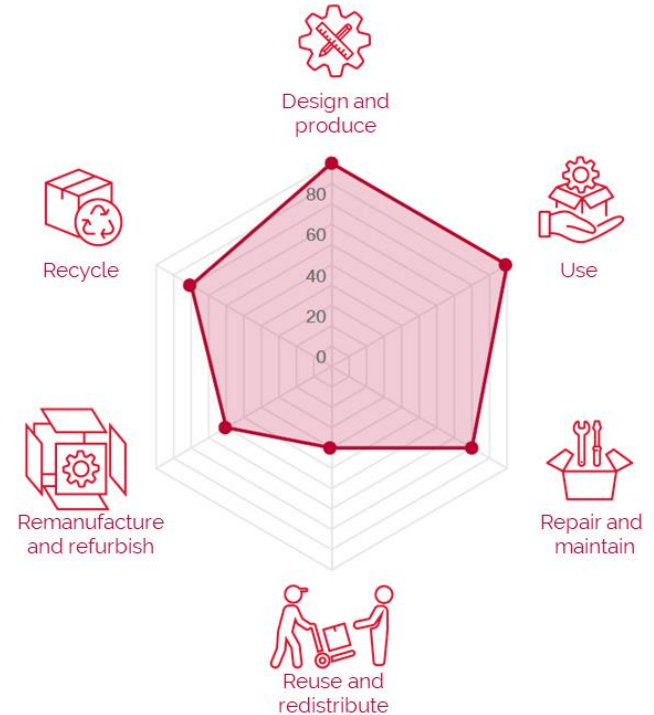 Design and
produce
80
60
40
20
0
Recycle
Use
Remanufacture
and refurbish
Repair and
maintain
Reuse and
redistribute